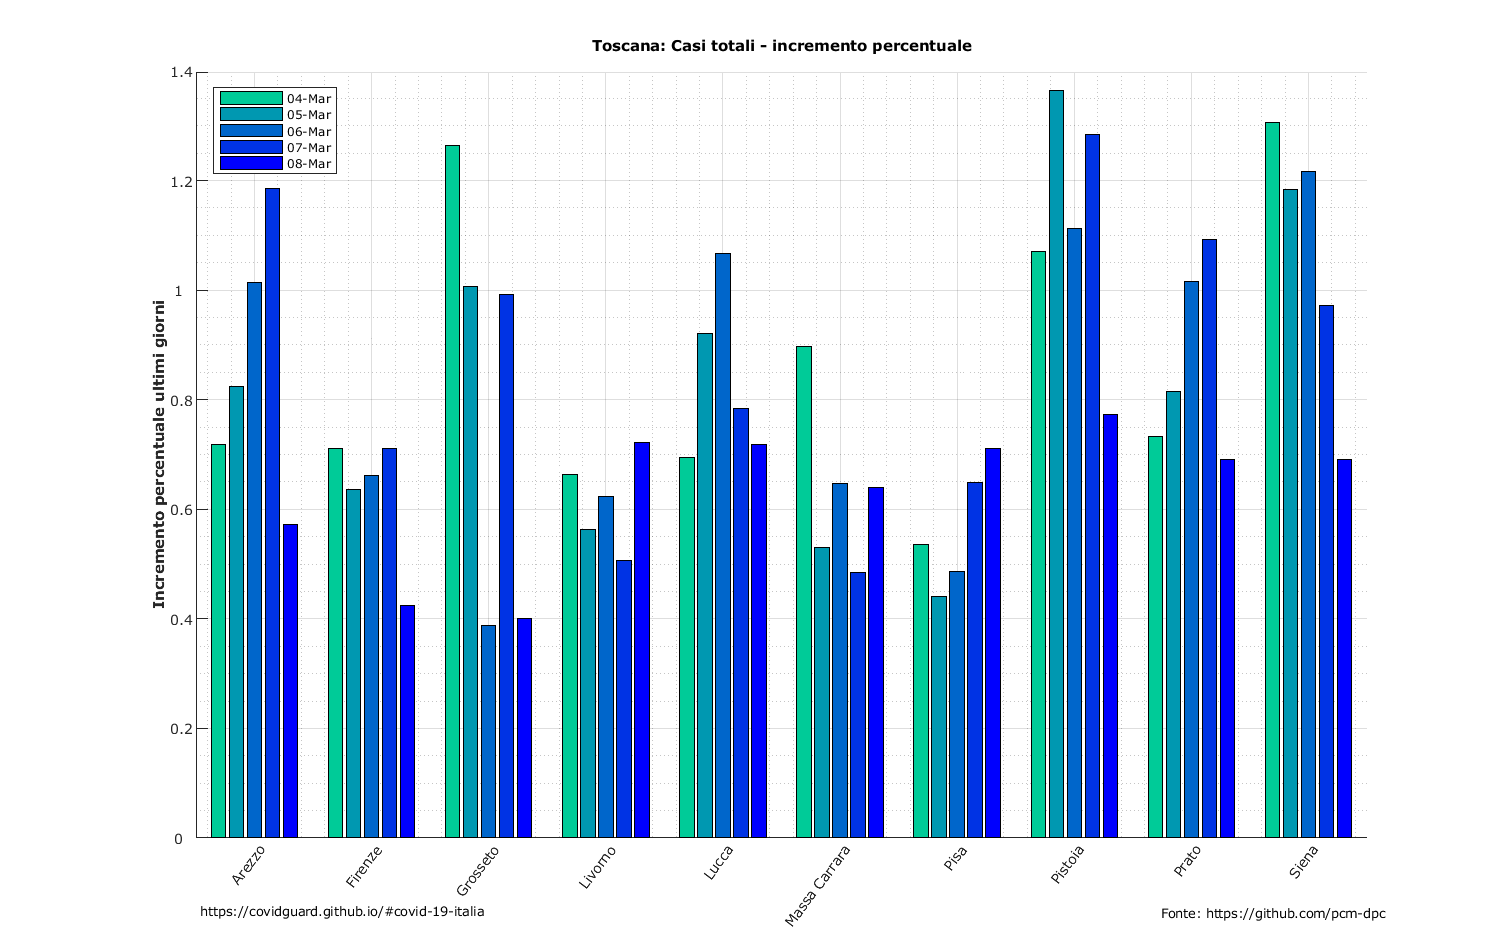 Toscana: Casi totali - incremento percentuale
Incremento percentuale ultimi giorni
1.4
1.2
1
0.8
0.6
0.4
0.2
0
04-Mar
05-Mar
06-Mar
07-Mar
08-Mar
Arezzo
Firenze
Grosseto
Livorno
Lucca
Massa Carrara
Pisa
Pistoia
Prato
Siena
https://covidguard.github.io/#covid-19-italia
Fonte: https://github.com/pcm-dpc